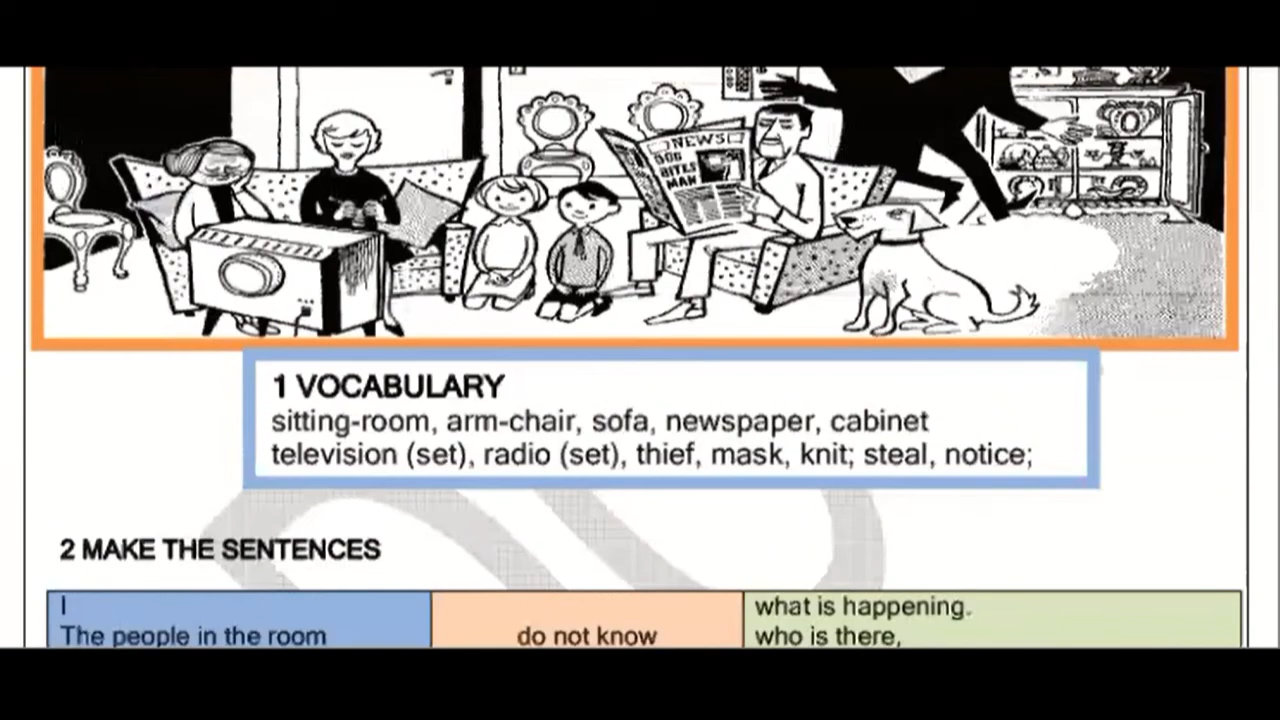 NEWS
DOG
BITES
MAN
1 VOCABULARY
sitting-room, arm-chair, sofa, newspaper, cabinet
television (set), radio (set), thief, mask, knit; steal, notice;
2 MAKE THE SENTENCES
I
The people in the room
do not know
what is happening.
who is there,